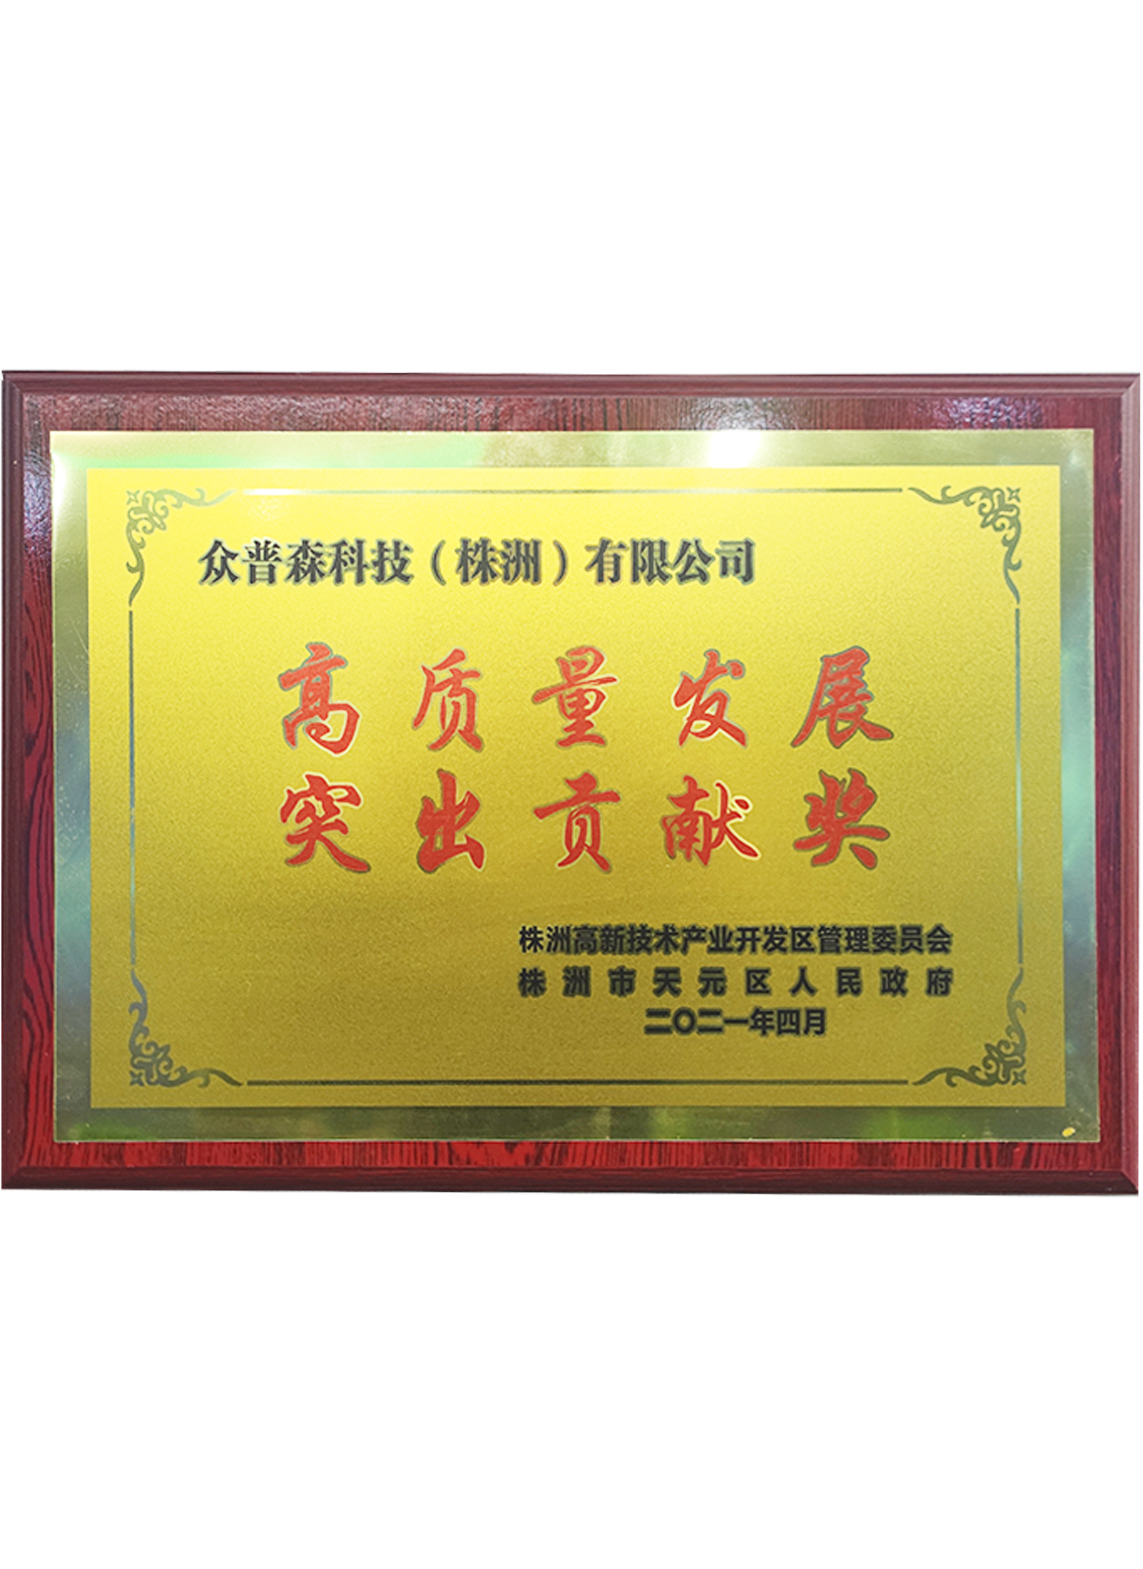 众普森科技（株洲）有限公司
高质量发展
突出贡献奖
株洲高新技术产业开发区管理委员会
株洲市天元区人民政府
二〇二一年四月